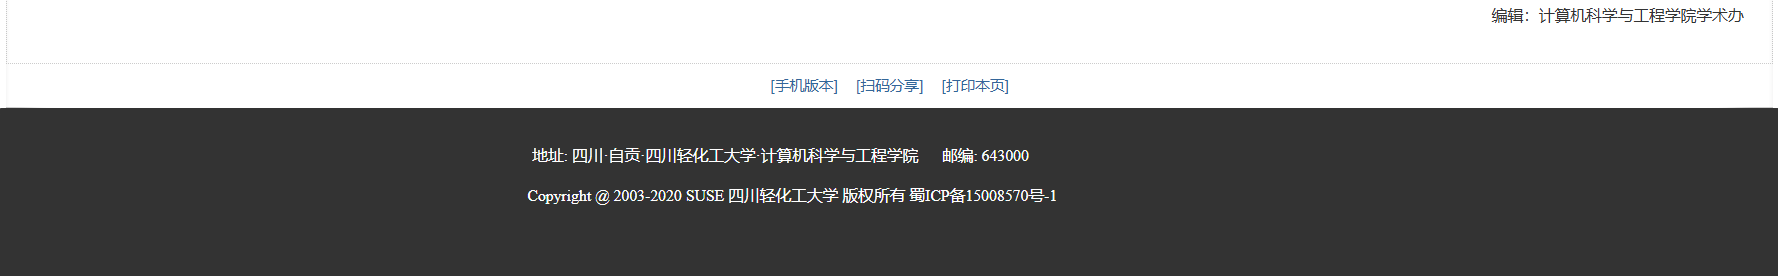 编辑：计算机科学与工程学院学术办
[手机版本] [扫码分享] [打印本页]
地址: 四川·自贡·四川轻化工大学·计算机科学与工程学院 邮编: 643000
Copyright @ 2003-2020 SUSE 四川轻化工大学 版权所有 蜀ICP备15008570号-1